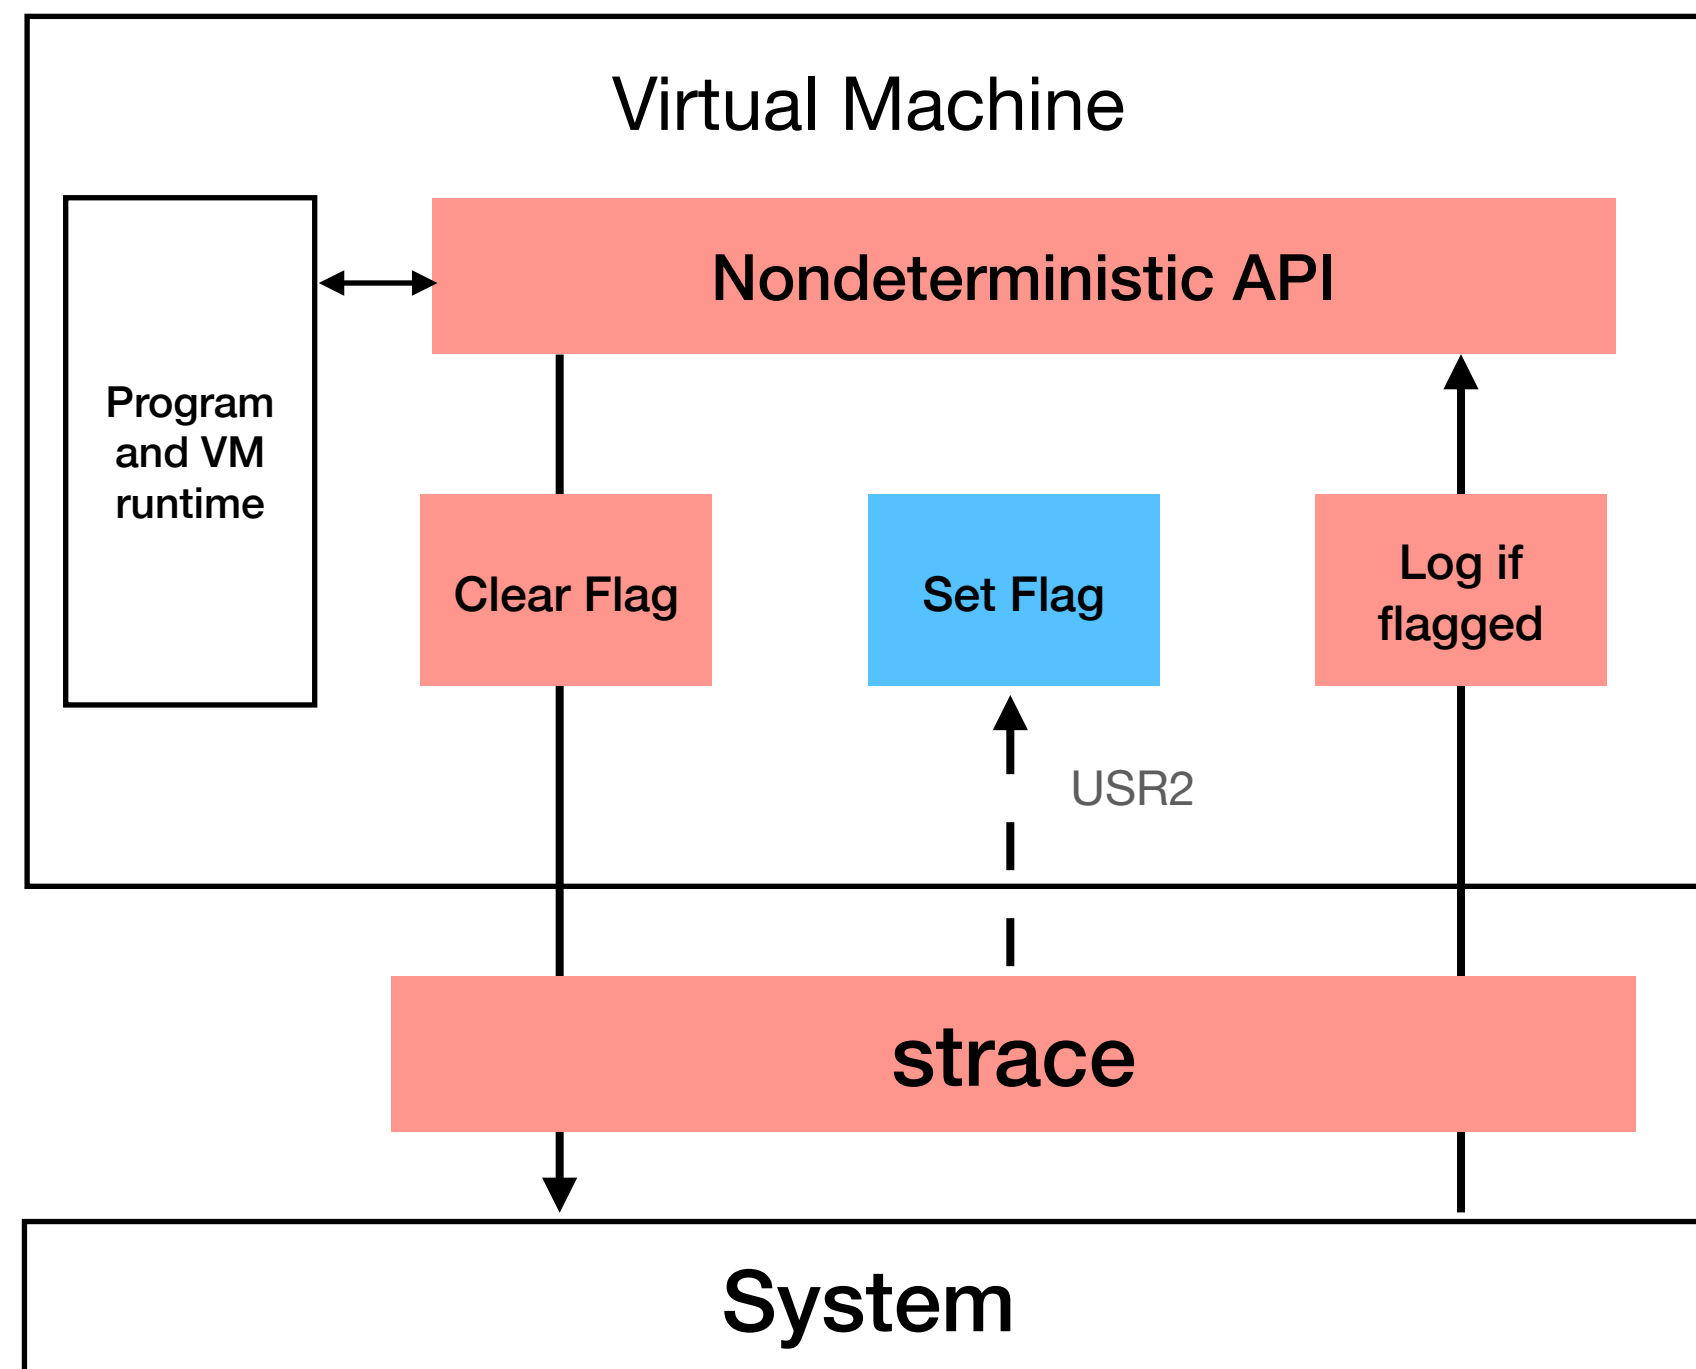 Virtual Machine
Nondeterministic API
Program
and VM
runtime
Clear Flag
Set Flag
Log if
flagged
USR2
strace
System